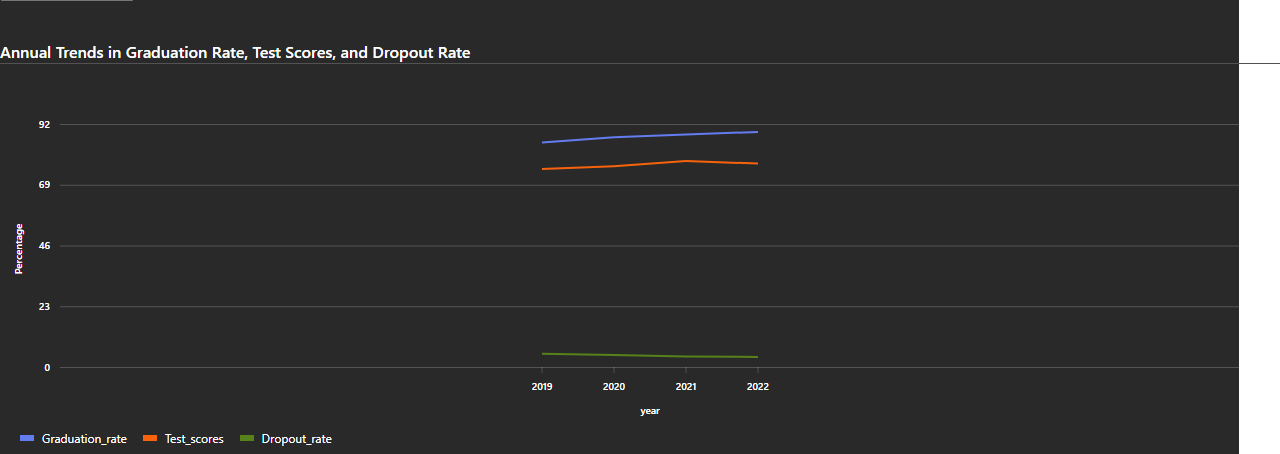 Annual Trends in Graduation Rate, Test Scores, and Dropout Rate
92
69
46
23
0
Percentage
2019 2020 2021 2022
year
Graduation_rate Test_scores Dropout_rate